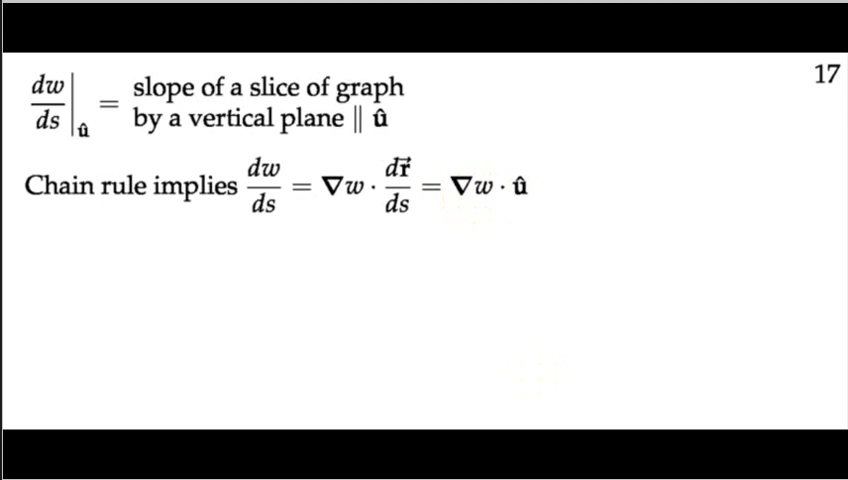 17
dw/ds|û = slope of a slice of graph
by a vertical plane ∥ û
Chain rule implies dw/ds = ∇w · dr⃗/ds = ∇w · û